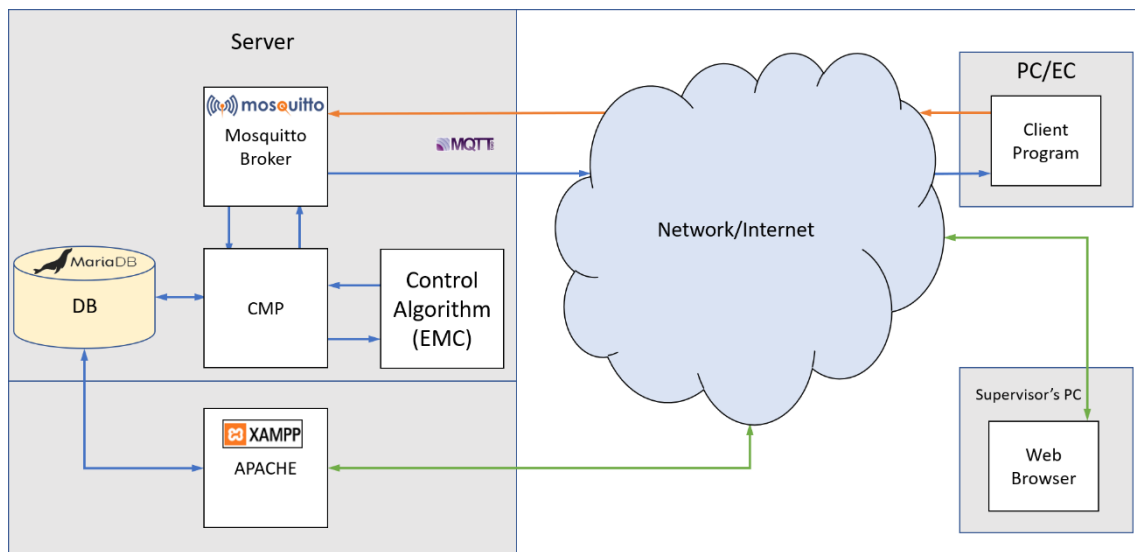 Server
mosquitto
Mosquitto
Broker
MQTT
MariaDB
DB
CMP
Control
Algorithm
(EMC)
XAMPP
APACHE
Network/Internet
PC/EC
Client
Program
Supervisor's PC
Web
Browser